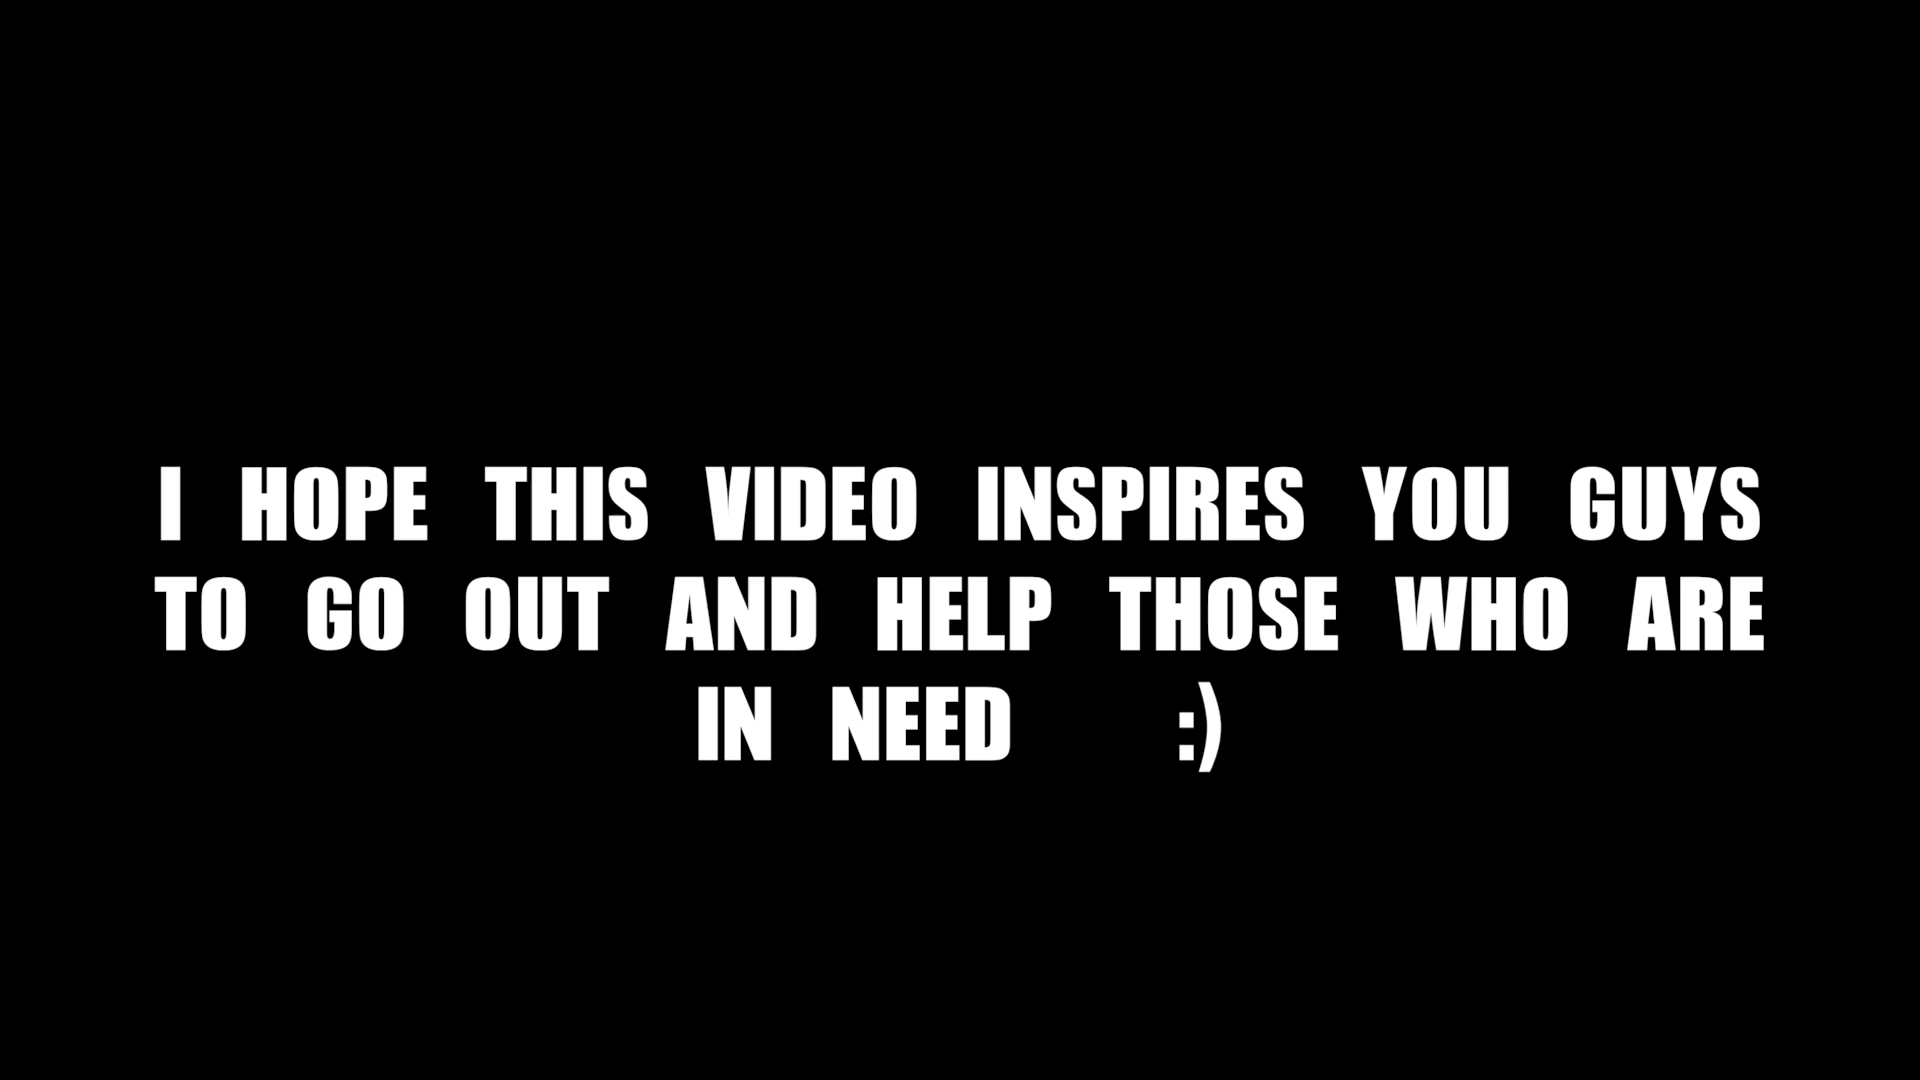 I HOPE THIS VIDEO INSPIRES YOU GUYS
TO GO OUT AND HELP THOSE WHO ARE
IN NEED :)